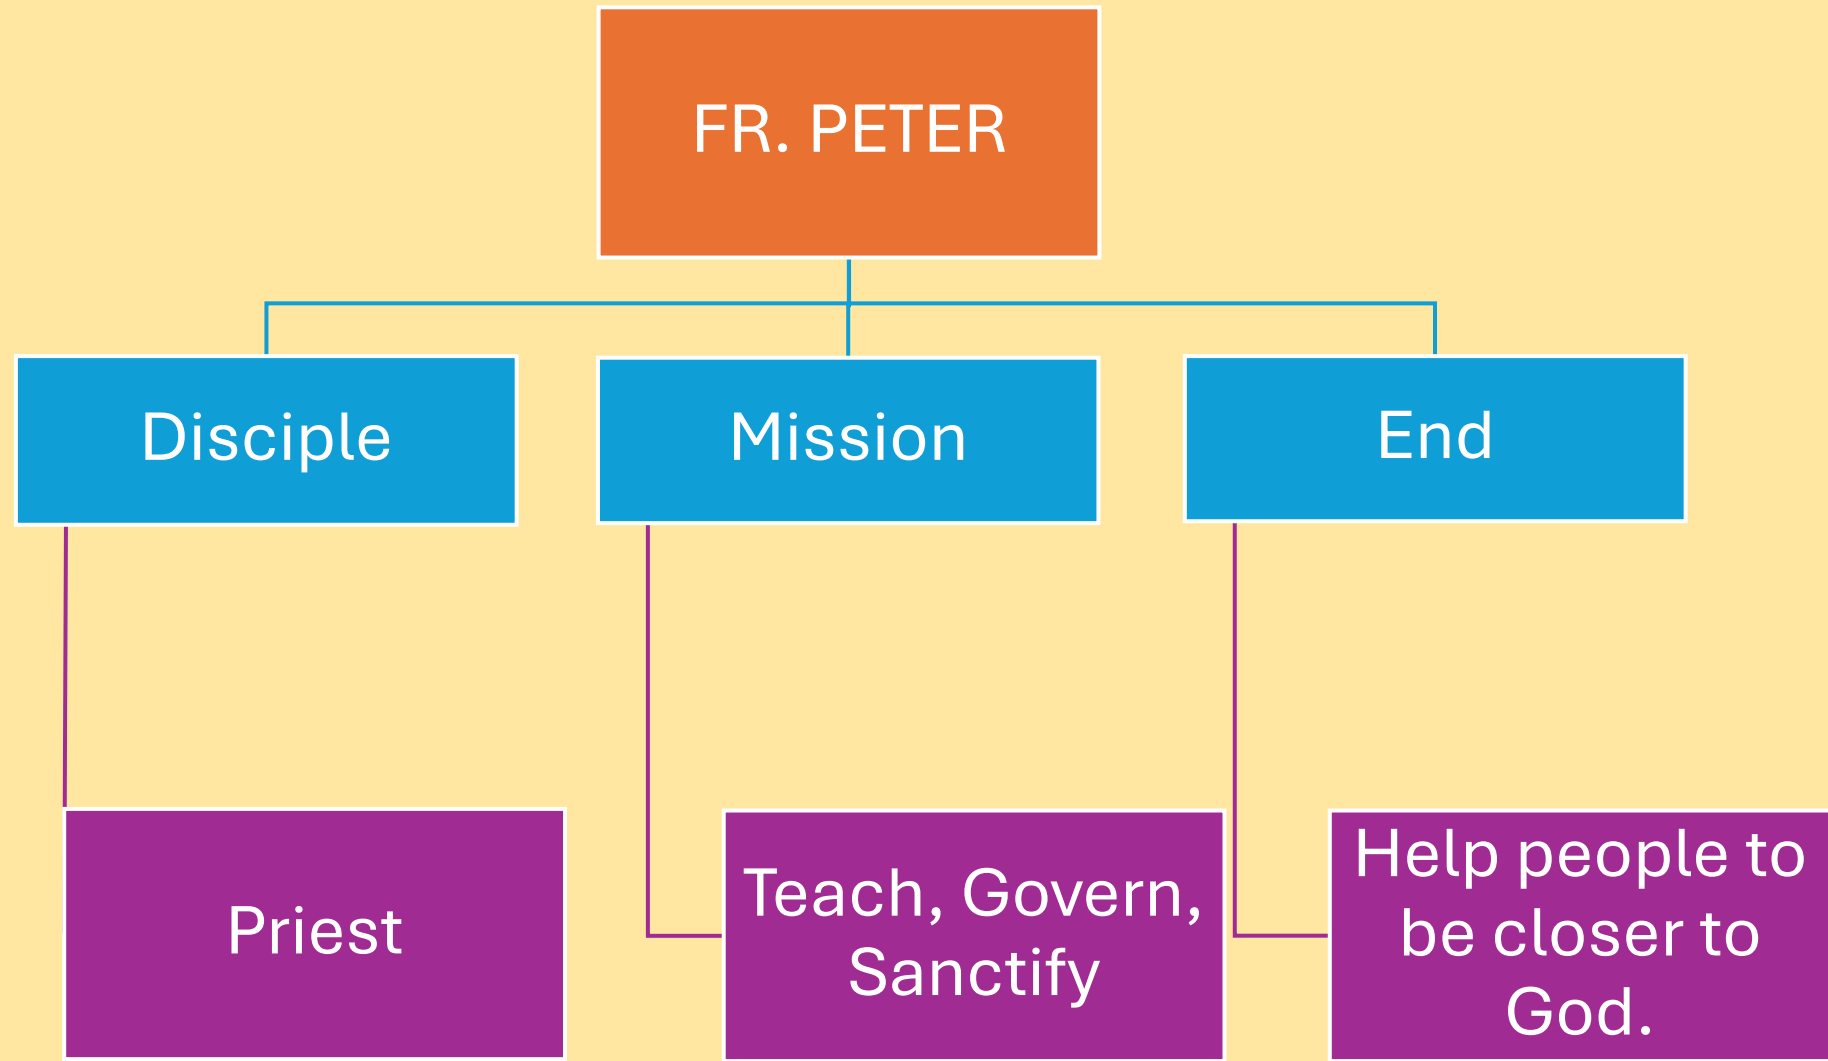 FR. PETER
Disciple
Mission
End
Priest
Teach, Govern,
Sanctify
Help people to
be closer to
God.